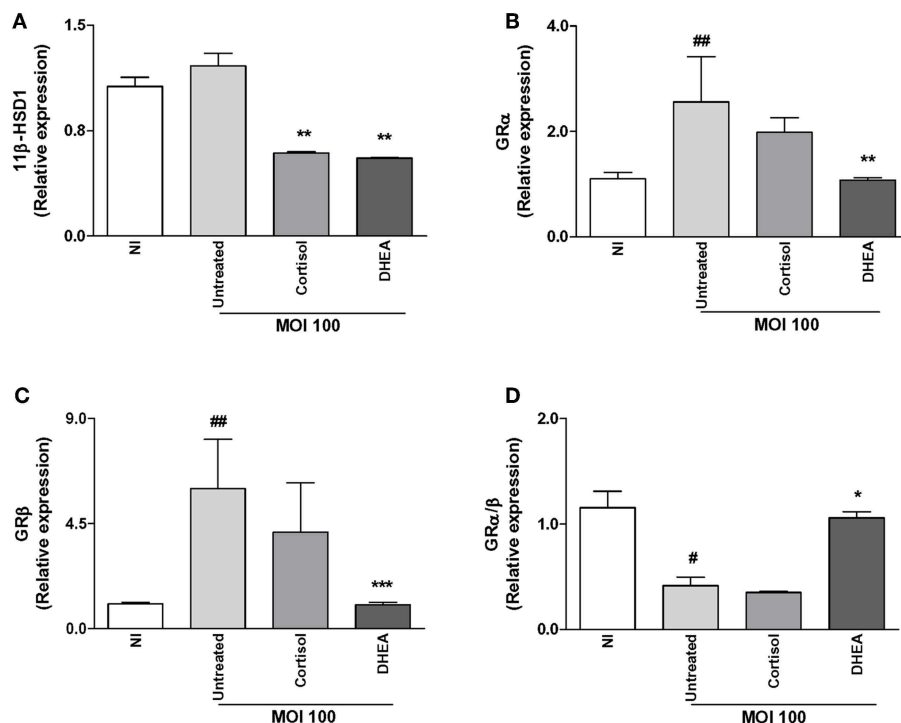 A
11β-HSD1
(Relative expression)
1.5
0.8
0.0
**
**
NI
Untreated
Cortisol
DHEA
MOI 100
B
GRα
(Relative expression)
4.0
2.0
0.0
##
**
NI
Untreated
Cortisol
DHEA
MOI 100
C
GRβ
(Relative expression)
9.0
4.5
0.0
##
***
NI
Untreated
Cortisol
DHEA
MOI 100
D
GRα/β
(Relative expression)
2.0
1.0
0.0
#
*
NI
Untreated
Cortisol
DHEA
MOI 100